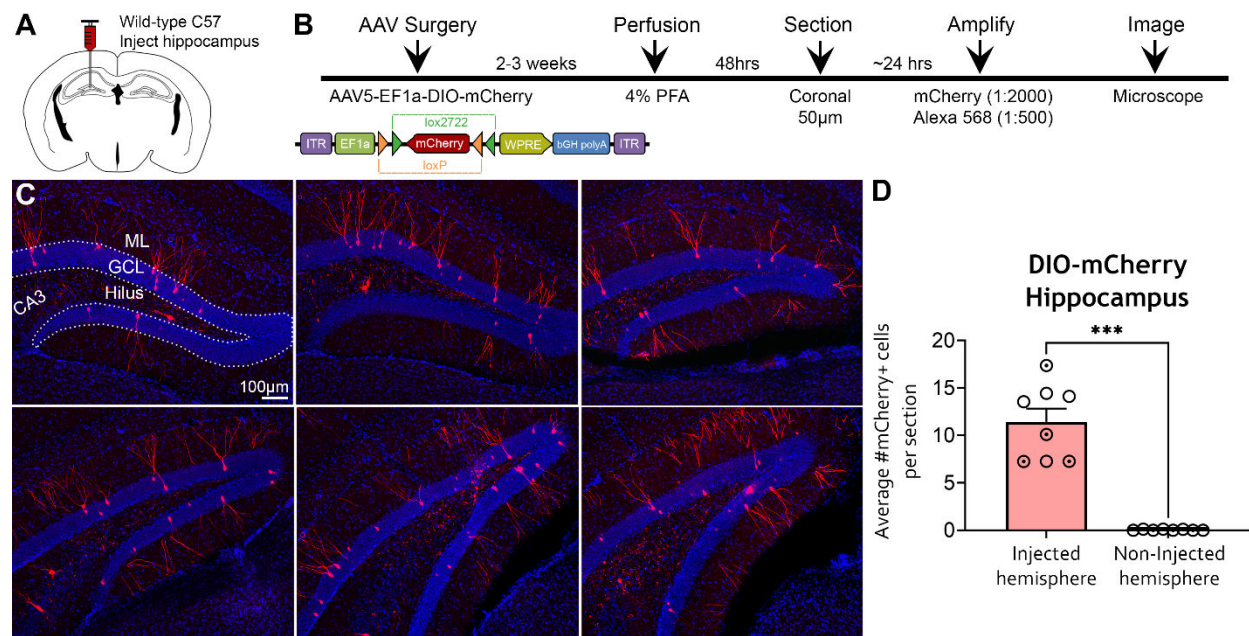 A
Wild-type C57
Inject hippocampus
B
AAV Surgery
Perfusion
Section
Amplify
Image
2-3 weeks
48hrs
~24 hrs
AAV5-EF1a-DIO-mCherry
4% PFA
Coronal
50µm
mCherry (1:2000)
Alexa 568 (1:500)
Microscope
lox2722
ITR
EF1a
mCherry
WPRE
bGH polyA
ITR
loxP
C
ML
GCL
Hilus
CA3
100µm
D
DIO-mCherry
Hippocampus
***
Average #mCherry+ cells
per section
20
15
10
5
0
Injected
hemisphere
Non-Injected
hemisphere